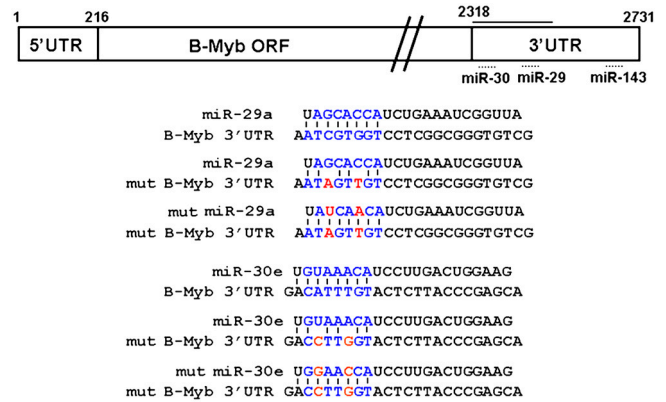 1 216 2318 2731
5'UTR B-Myb ORF 3'UTR
miR-30 miR-29 miR-143
miR-29a UAGCACCAUCUGAAAUCGGUUA
B-Myb 3'UTR AATCGTGGTCCTCGGCGGGTGTCG
miR-29a UAGCACCAUCUGAAAUCGGUUA
mut B-Myb 3'UTR AATAGTTGTCCTCGGCGGGTGTCG
mut miR-29a UAUCAACAUCUGAAAUCGGUUA
mut B-Myb 3'UTR AATAGTTGTCCTCGGCGGGTGTCG
miR-30e UGUAAACAUCCUUGACUGGAAG
B-Myb 3'UTR GACATTTGTACTCTTACCCGAGCA
miR-30e UGUAAACAUCCUUGACUGGAAG
mut B-Myb 3'UTR GACCTTGGTACTCTTACCCGAGCA
mut miR-30e UGGAACCAUCCUUGACUGGAAG
mut B-Myb 3'UTR GACCTTGGTACTCTTACCCGAGCA